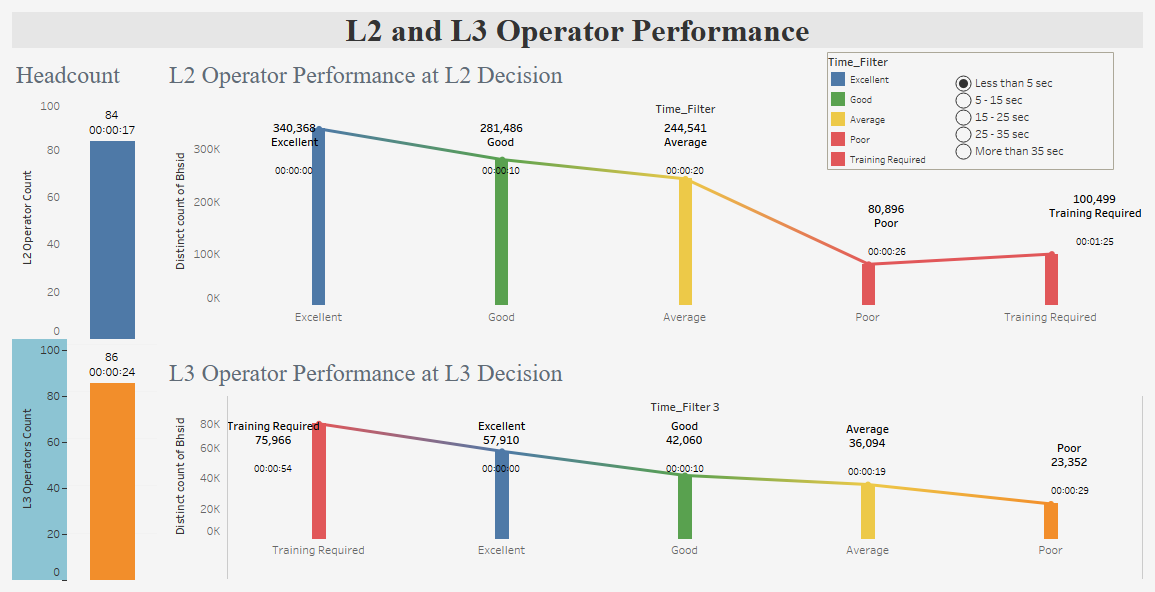 L2 and L3 Operator Performance
Headcount
L2 Operator Performance at L2 Decision
Time_Filter
Excellent
Good
Average
Poor
Training Required
Less than 5 sec
5 - 15 sec
15 - 25 sec
25 - 35 sec
More than 35 sec
L2 Operator Count
100
80
60
40
20
0
84
00:00:17
Time_Filter
Distinct count of Bhsid
300K
200K
100K
0K
340,368
Excellent
00:00:00
281,486
Good
00:00:10
244,541
Average
00:00:20
80,896
Poor
00:00:26
100,499
Training Required
00:01:25
Excellent
Good
Average
Poor
Training Required
L3 Operators Count
100
80
60
40
20
0
86
00:00:24
L3 Operator Performance at L3 Decision
Time_Filter 3
Distinct count of Bhsid
80K
60K
40K
20K
0K
Training Required
75,966
00:00:54
Excellent
57,910
00:00:00
Good
42,060
00:00:10
Average
36,094
00:00:19
Poor
23,352
00:00:29
Training Required
Excellent
Good
Average
Poor